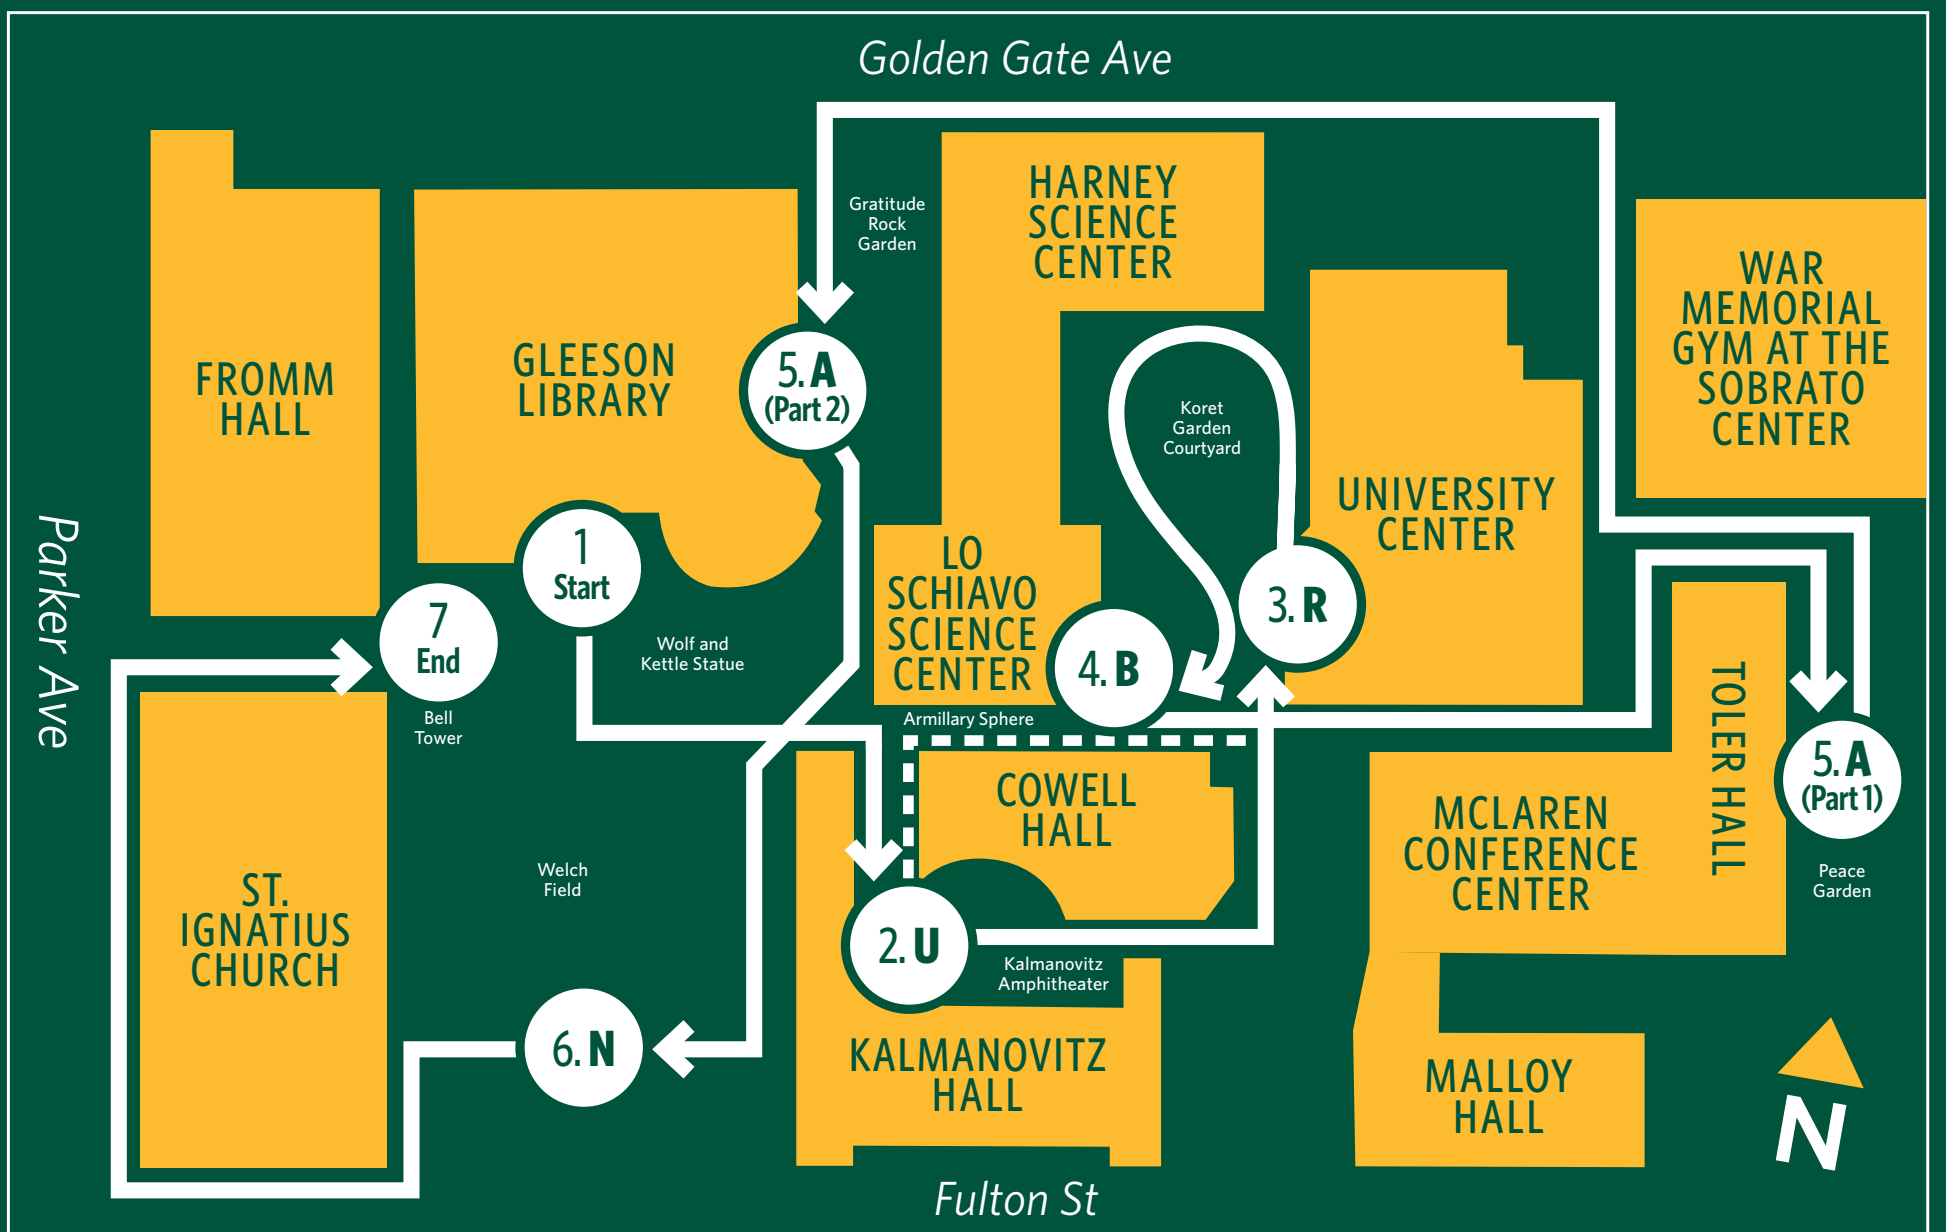 Golden Gate Ave
HARNEY
SCIENCE
CENTER
Gratitude
Rock
Garden
WAR
MEMORIAL
GYM AT THE
SOBRATO
CENTER
FROMM
HALL
GLEESON
LIBRARY
5. A
(Part 2)
Koret
Garden
Courtyard
UNIVERSITY
CENTER
Parker Ave
1
Start
LO
SCHIAVO
SCIENCE
CENTER
3. R
7
End
Wolf and
Kettle Statue
4. B
Bell
Tower
Armillary Sphere
TOLER HALL
5. A
(Part 1)
COWELL
HALL
MCLAREN
CONFERENCE
CENTER
Peace
Garden
Welch
Field
ST.
IGNATIUS
CHURCH
2. U
Kalmanovitz
Amphitheater
6. N
KALMANOVITZ
HALL
MALLOY
HALL
N
Fulton St